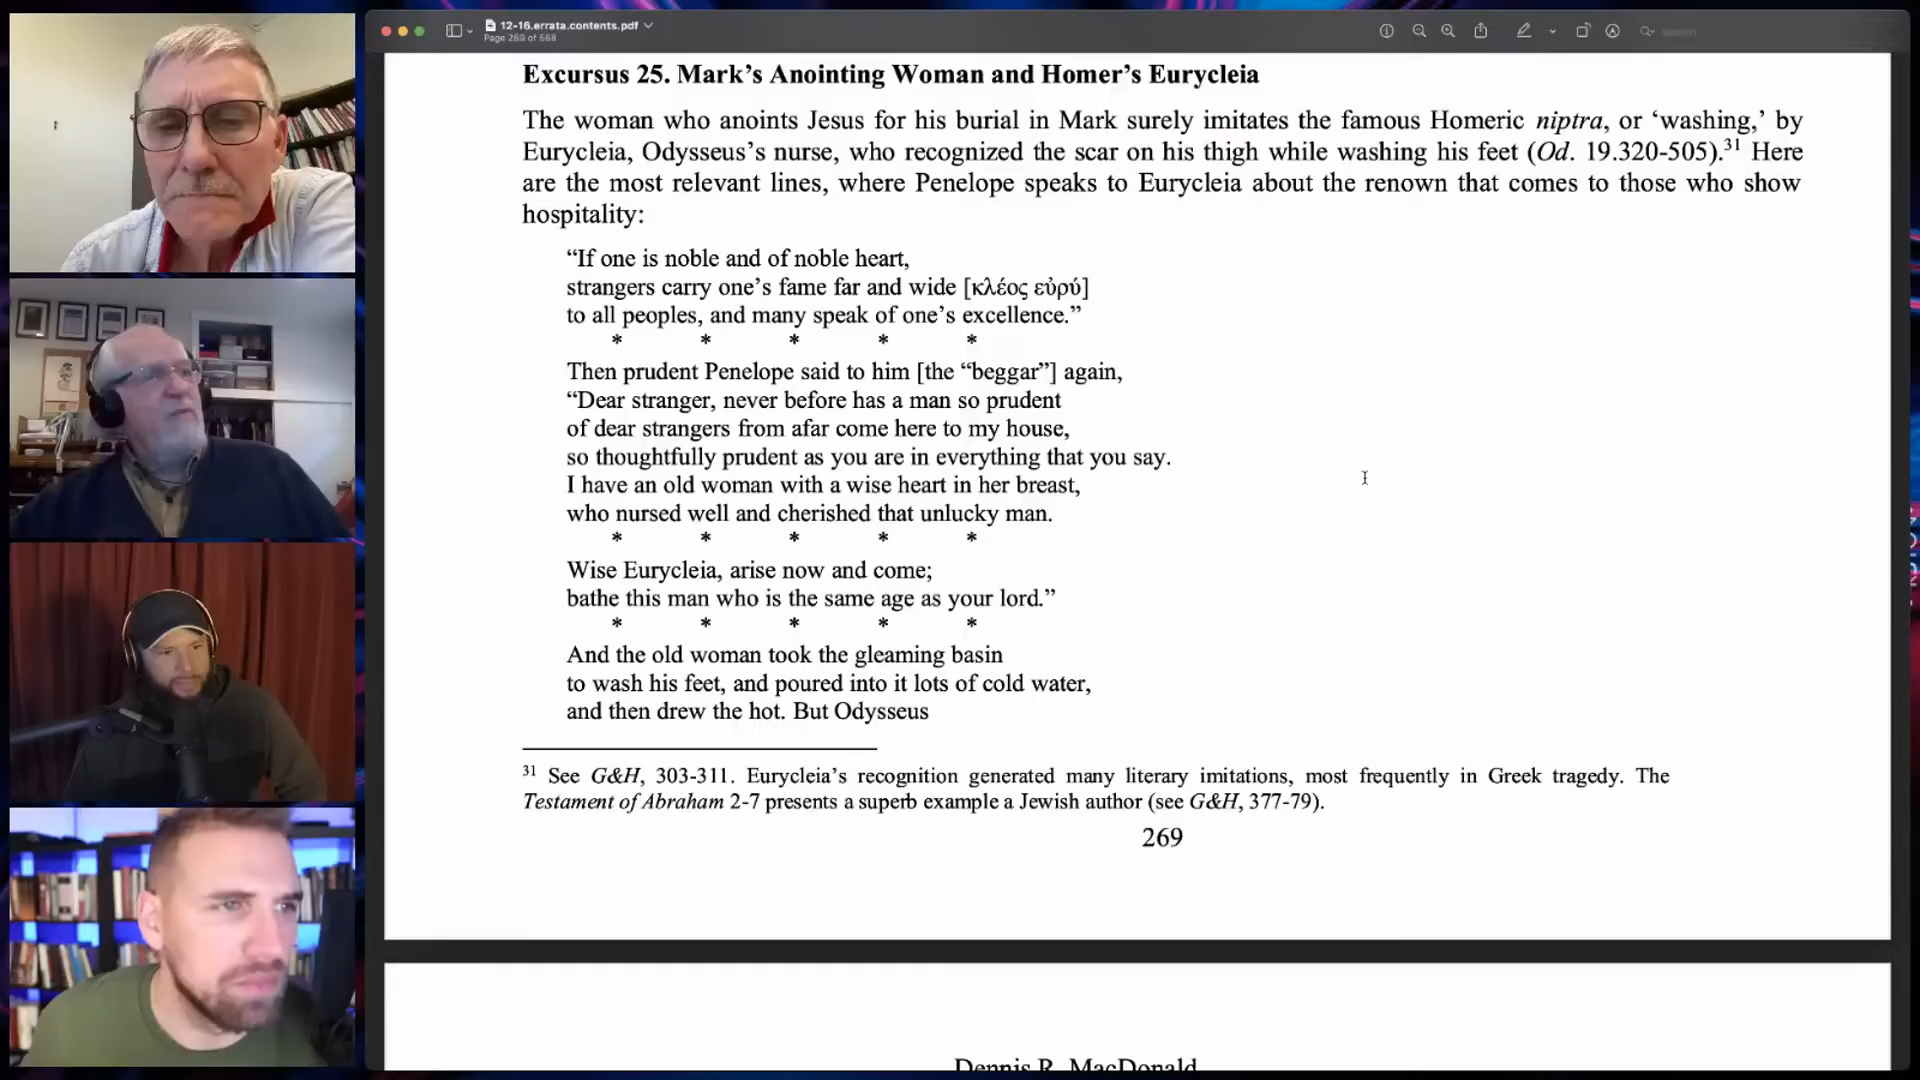 12-16.errata.contents.pdf
Page 269 of 568
Excursus 25. Mark’s Anointing Woman and Homer’s Eurycleia
The woman who anoints Jesus for his burial in Mark surely imitates the famous Homeric niptra, or ‘washing,’ by
Eurycleia, Odysseus’s nurse, who recognized the scar on his thigh while washing his feet (Od. 19.320-505).31 Here
are the most relevant lines, where Penelope speaks to Eurycleia about the renown that comes to those who show
hospitality:
“If one is noble and of noble heart,
strangers carry one’s fame far and wide [κλέος εὐρύ]
to all peoples, and many speak of one’s excellence.”
* * * * *
Then prudent Penelope said to him [the “beggar”] again,
“Dear stranger, never before has a man so prudent
of dear strangers from afar come here to my house,
so thoughtfully prudent as you are in everything that you say.
I have an old woman with a wise heart in her breast,
who nursed well and cherished that unlucky man.
* * * * *
Wise Eurycleia, arise now and come;
bathe this man who is the same age as your lord.”
* * * * *
And the old woman took the gleaming basin
to wash his feet, and poured into it lots of cold water,
and then drew the hot. But Odysseus
31 See G&H, 303-311. Eurycleia’s recognition generated many literary imitations, most frequently in Greek tragedy. The
Testament of Abraham 2-7 presents a superb example a Jewish author (see G&H, 377-79).
269
Dennis R. MacDonald